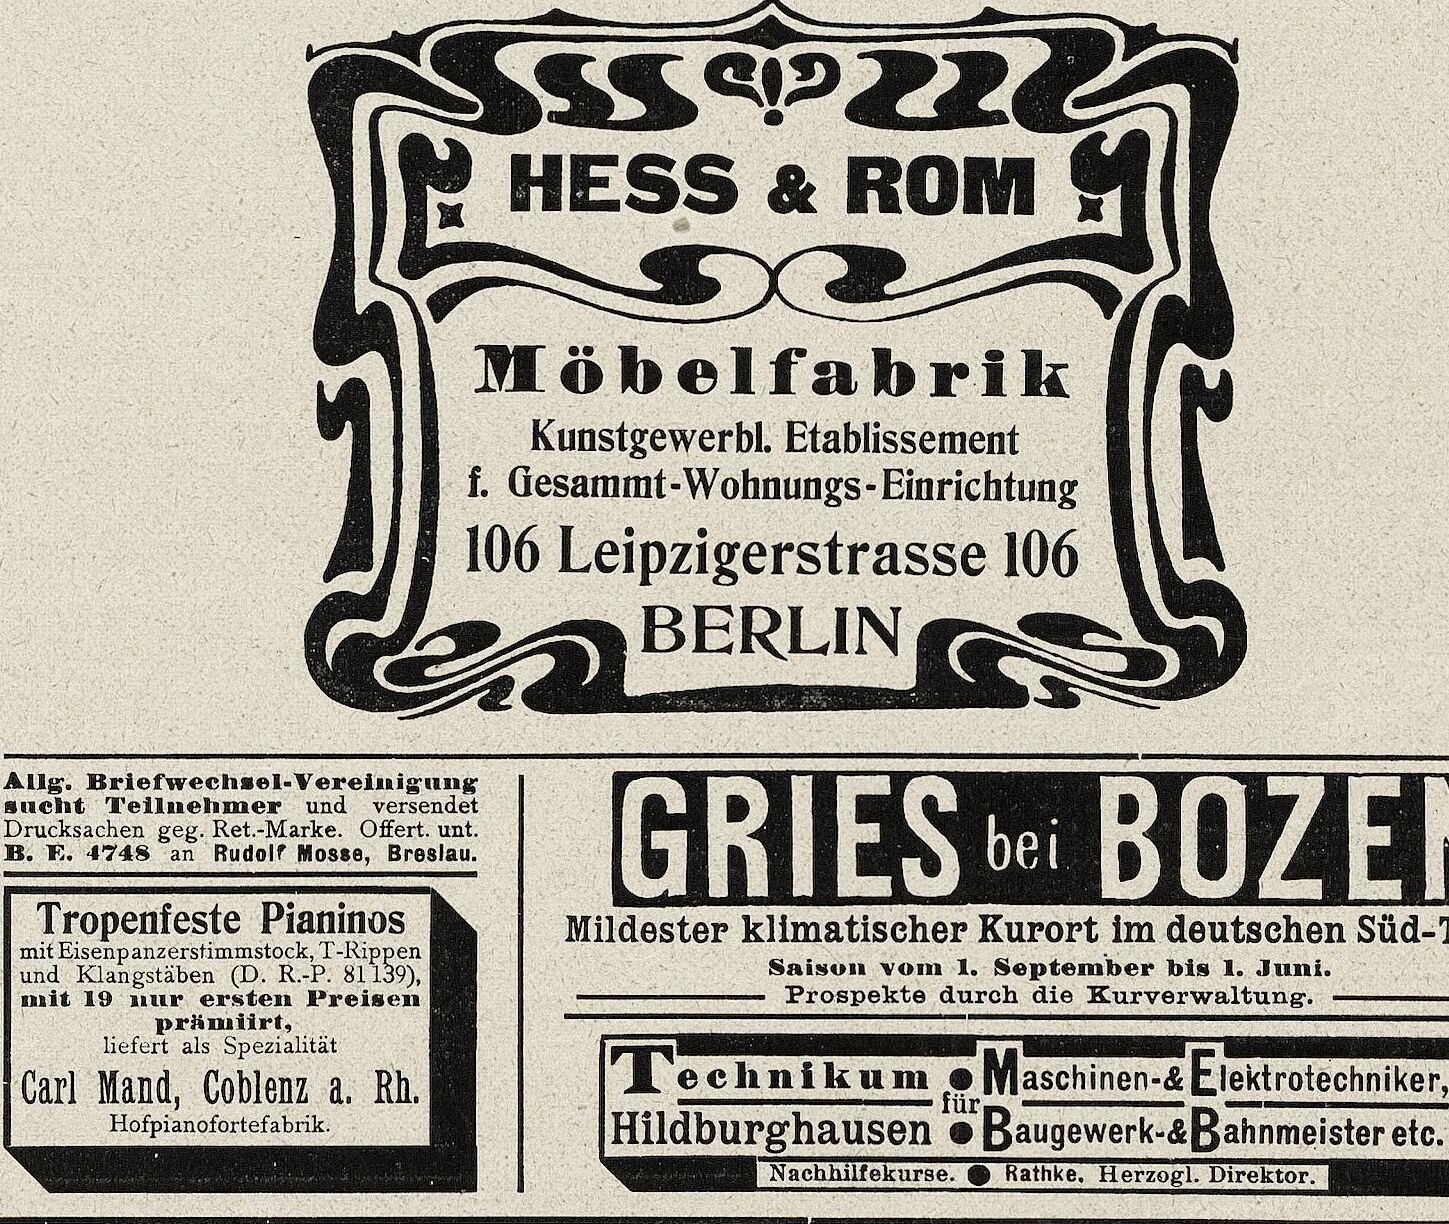 HESS & ROM
Möbelfabrik
Kunstgewerbl. Etablissement
f. Gesammt-Wohnungs-Einrichtung
106 Leipzigerstrasse 106
BERLIN
Allg. Briefwechsel-Vereinigung
sucht Teilnehmer und versendet
Drucksachen geg. Ret.-Marke. Offert. unt.
B. E. 4748 an Rudolf Mosse, Breslau.
Tropenfeste Pianinos
mit Eisenpanzerstimmstock, T-Rippen
und Klangstäben (D. R.-P. 81139),
mit 19 nur ersten Preisen
prämiirt,
liefert als Spezialität
Carl Mand, Coblenz a. Rh.
Hofpianofortefabrik.
GRIES bei BOZEN
Mildester klimatischer Kurort im deutschen Süd-T
Saison vom 1. September bis 1. Juni.
Prospekte durch die Kurverwaltung.
Technikum • Maschinen-& Elektrotechniker,
für
Hildburghausen • Baugewerk-& Bahnmeister etc.
Nachhilfekurse. • Rathke, Herzogl. Direktor.